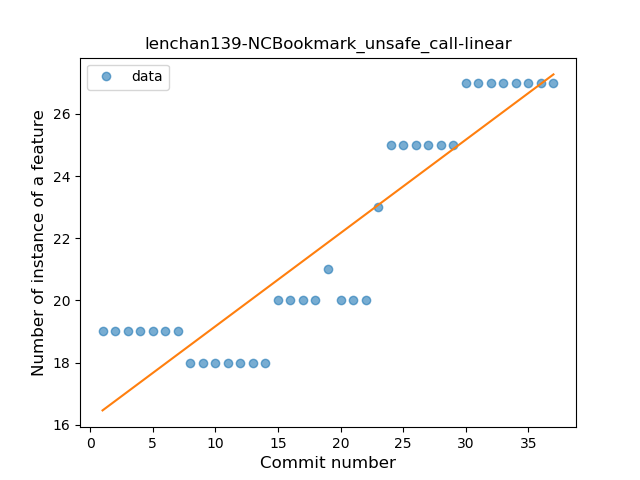 lenchan139-NCBookmark_unsafe_call-linear
data
Number of instance of a feature
26
24
22
20
18
16
0 5 10 15 20 25 30 35
Commit number